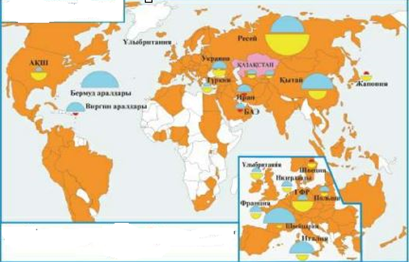 Ұлыбритания
Ресей
Украина
АҚШ
ҚАЗАҚСТАН
Түркия
Қытай
Жапония
Бермуд аралдары
Виргин аралдары
Иран
БАЭ
Ұлыбритания
Швеция
Нидерланды
ГФР
Польша
Франция
Швейцария
Италия